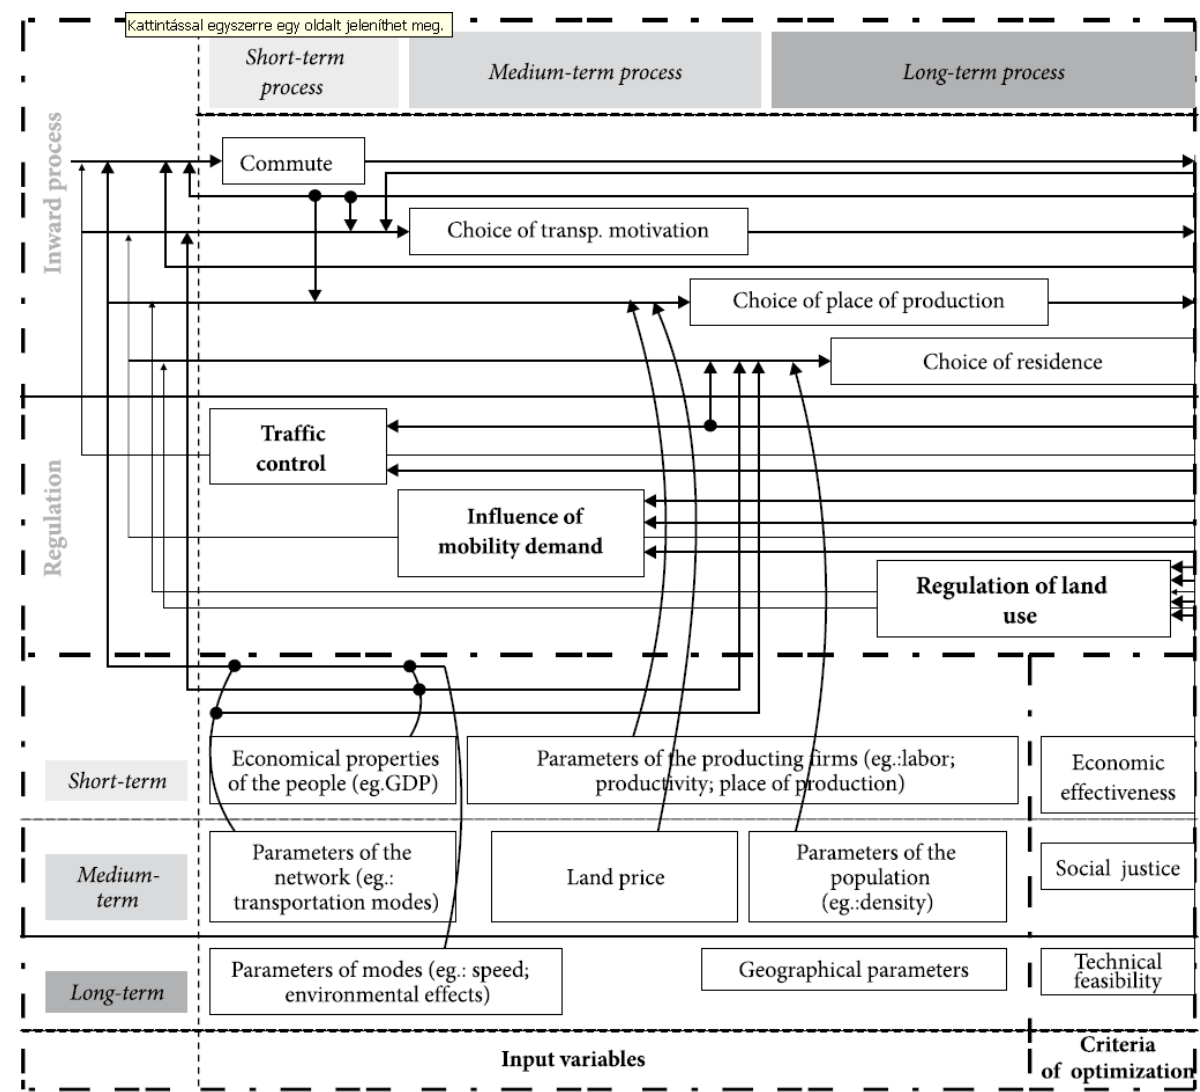 Kattintással egyszerre egy oldalt jeleníthet meg.
Short-term
process
Medium-term process
Long-term process
Inward process
Commute
Choice of transp. motivation
Choice of place of production
Choice of residence
Regulation
Traffic
control
Influence of
mobility demand
Regulation of land
use
Short-term
Economical properties
of the people (eg.GDP)
Parameters of the producting firms (eg.:labor;
productivity; place of production)
Economic
effectiveness
Medium-
term
Parameters of the
network (eg.:
transportation modes)
Land price
Parameters of the
population
(eg.:density)
Social justice
Long-term
Parameters of modes (eg.: speed;
environmental effects)
Geographical parameters
Technical
feasibility
Input variables
Criteria
of optimization